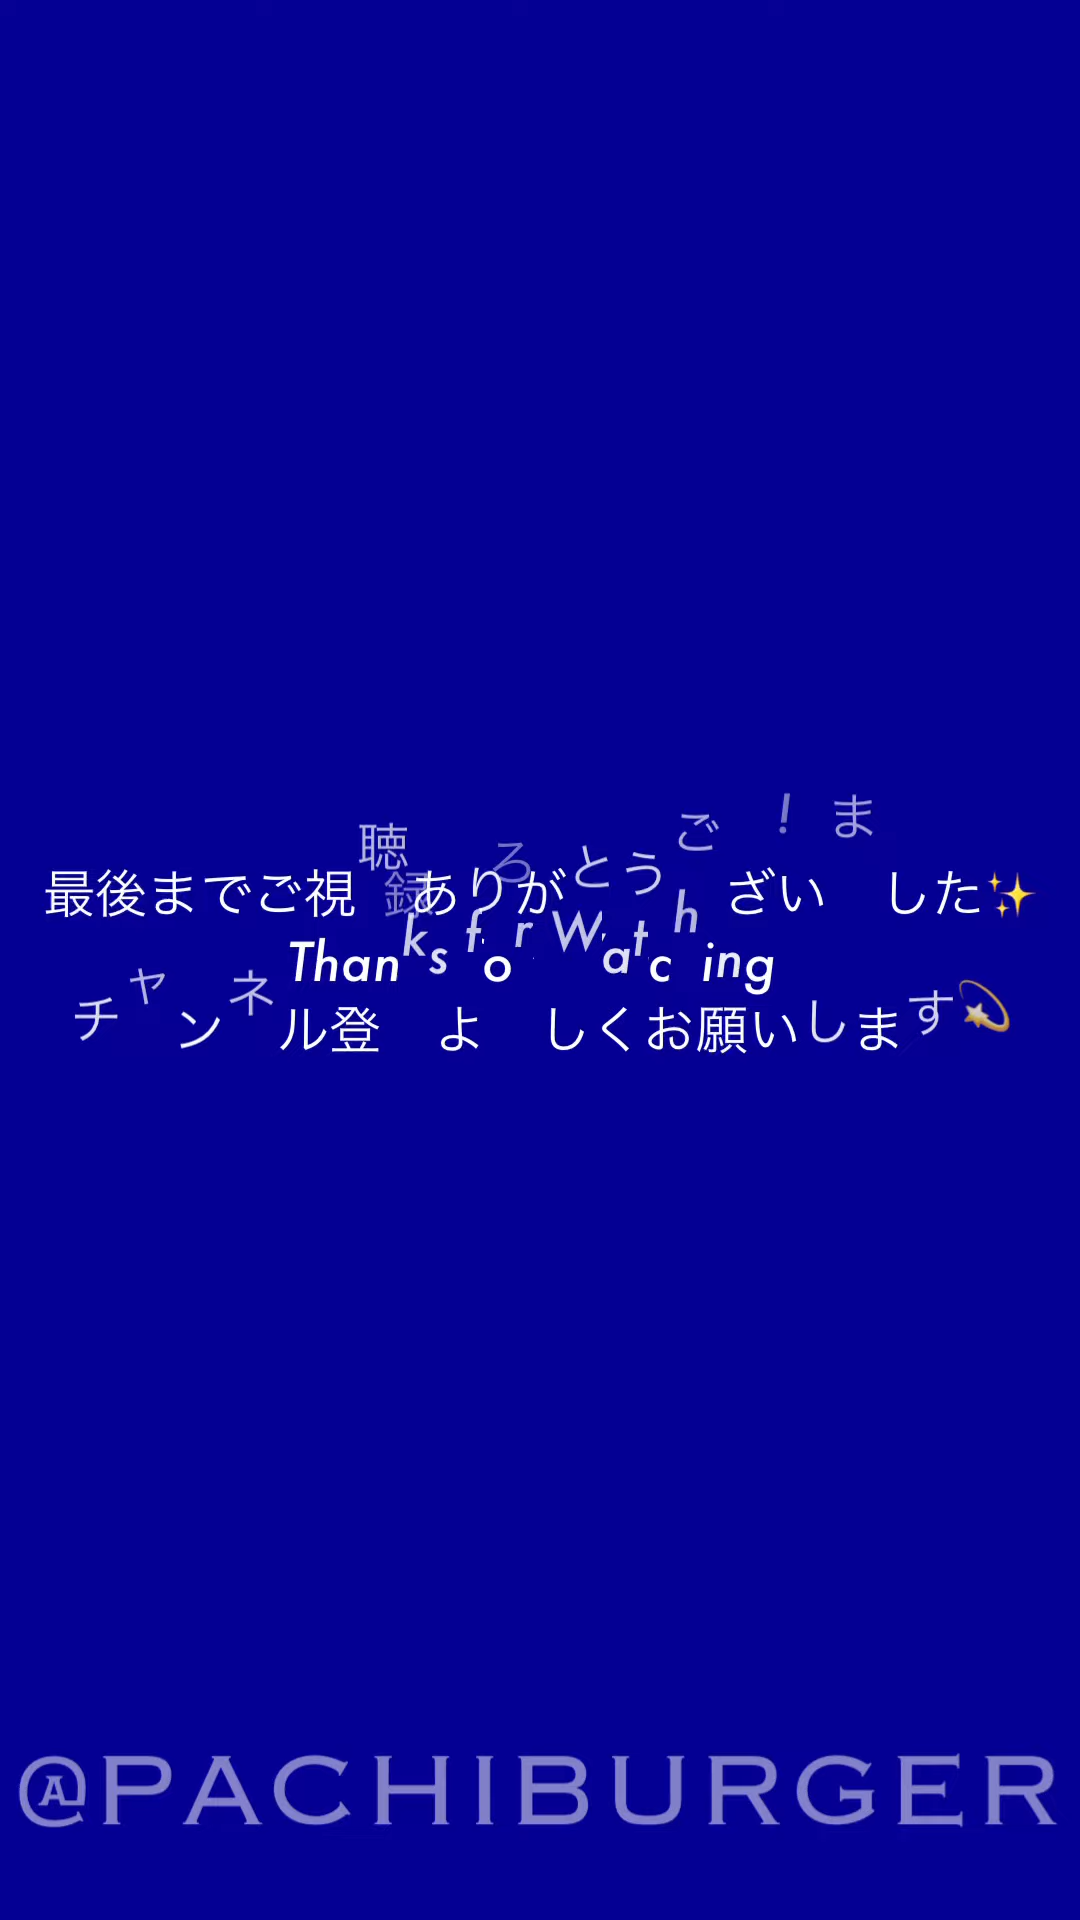 最後までご視聴ありがとうございました✨
Thanks for Watching!
チャンネル登録よろしくお願いします💫
@PACHIBURGER